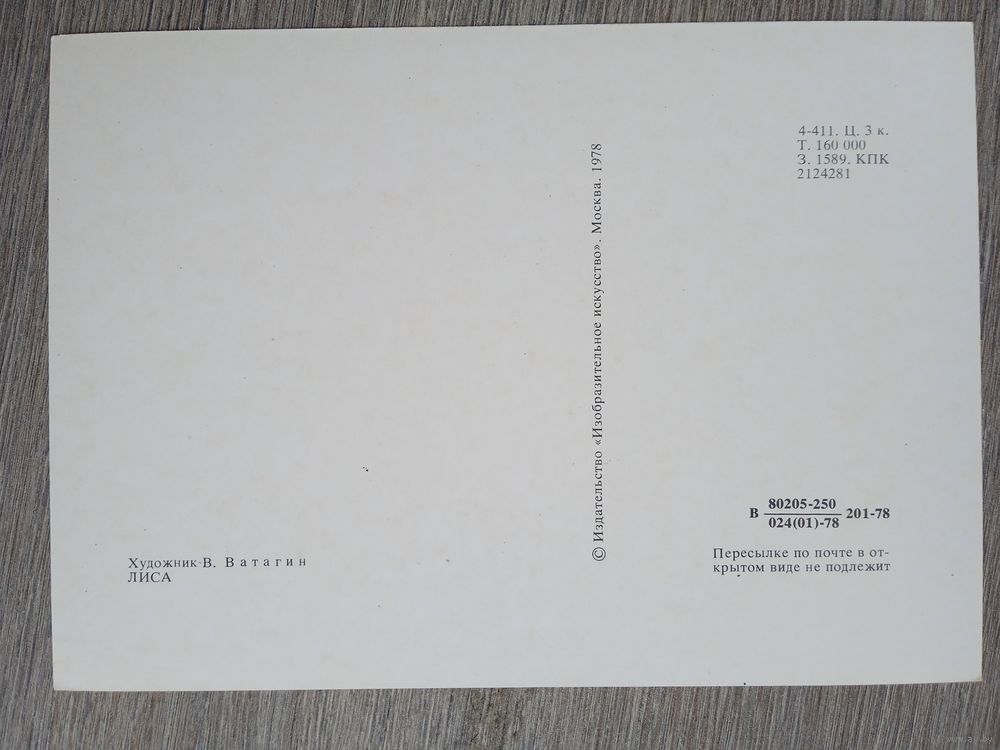 4-411. Ц. 3 к.
Т. 160 000
З. 1589. КПК
2124281
© Издательство «Изобразительное искусство». Москва. 1978
В 80205-250 201-78
024(01)-78
Художник В. Ватагин
ЛИСА
Пересылке по почте в от-
крытом виде не подлежит